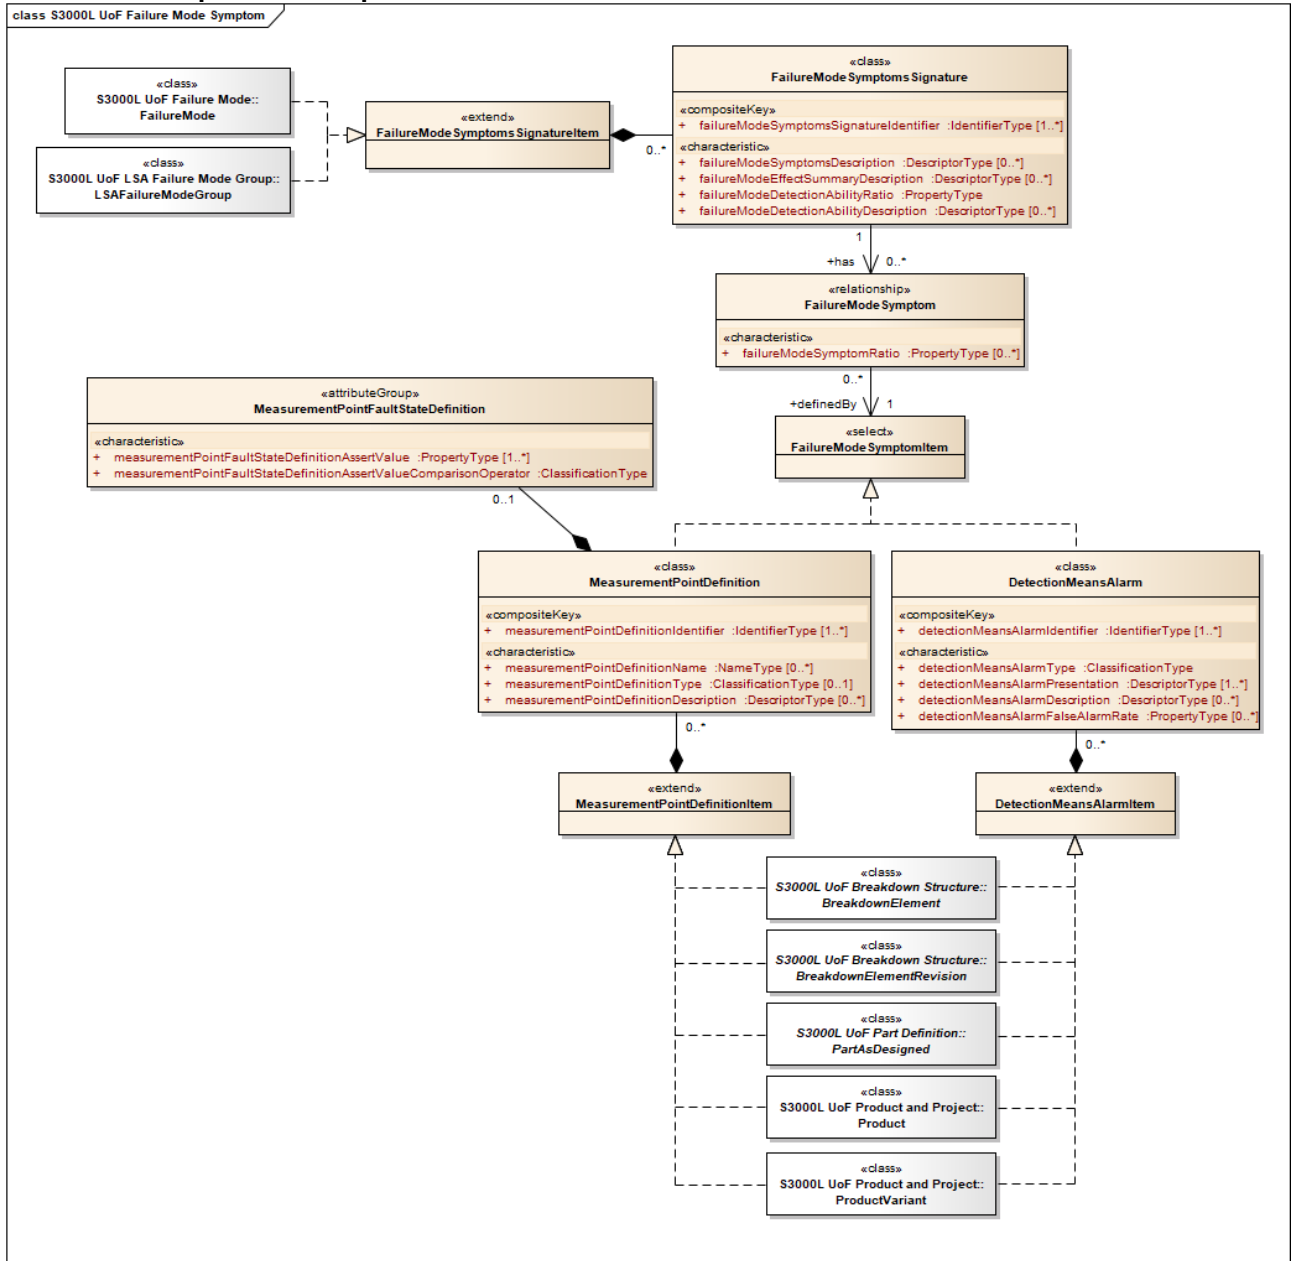 class S3000L UoF Failure Mode Symptom
«class»
S3000L UoF Failure Mode::
FailureMode
«class»
S3000L UoF LSA Failure Mode Group::
LSAFailureModeGroup
«extend»
FailureModeSymptomsSignatureItem
0..*
«class»
FailureModeSymptomsSignature
«compositeKey»
+ failureModeSymptomsSignatureIdentifier :IdentifierType [1..*]
«characteristic»
+ failureModeSymptomsDescription :DescriptorType [0..*]
+ failureModeEffectSummaryDescription :DescriptorType [0..*]
+ failureModeDetectionAbilityRatio :PropertyType
+ failureModeDetectionAbilityDescription :DescriptorType [0..*]
1
+has 0..*
«relationship»
FailureModeSymptom
«characteristic»
+ failureModeSymptomRatio :PropertyType [0..*]
0..*
+definedBy 1
«select»
FailureModeSymptomItem
«attributeGroup»
MeasurementPointFaultStateDefinition
«characteristic»
+ measurementPointFaultStateDefinitionAssertValue :PropertyType [1..*]
+ measurementPointFaultStateDefinitionAssertValueComparisonOperator :ClassificationType
0..1
«class»
MeasurementPointDefinition
«compositeKey»
+ measurementPointDefinitionIdentifier :IdentifierType [1..*]
«characteristic»
+ measurementPointDefinitionName :NameType [0..*]
+ measurementPointDefinitionType :ClassificationType [0..1]
+ measurementPointDefinitionDescription :DescriptorType [0..*]
0..*
«class»
DetectionMeansAlarm
«compositeKey»
+ detectionMeansAlarmIdentifier :IdentifierType [1..*]
«characteristic»
+ detectionMeansAlarmType :ClassificationType
+ detectionMeansAlarmPresentation :DescriptorType [1..*]
+ detectionMeansAlarmDescription :DescriptorType [0..*]
+ detectionMeansAlarmFalseAlarmRate :PropertyType [0..*]
0..*
«extend»
MeasurementPointDefinitionItem
«extend»
DetectionMeansAlarmItem
«class»
S3000L UoF Breakdown Structure::
BreakdownElement
«class»
S3000L UoF Breakdown Structure::
BreakdownElementRevision
«class»
S3000L UoF Part Definition::
PartAsDesigned
«class»
S3000L UoF Product and Project::
Product
«class»
S3000L UoF Product and Project::
ProductVariant